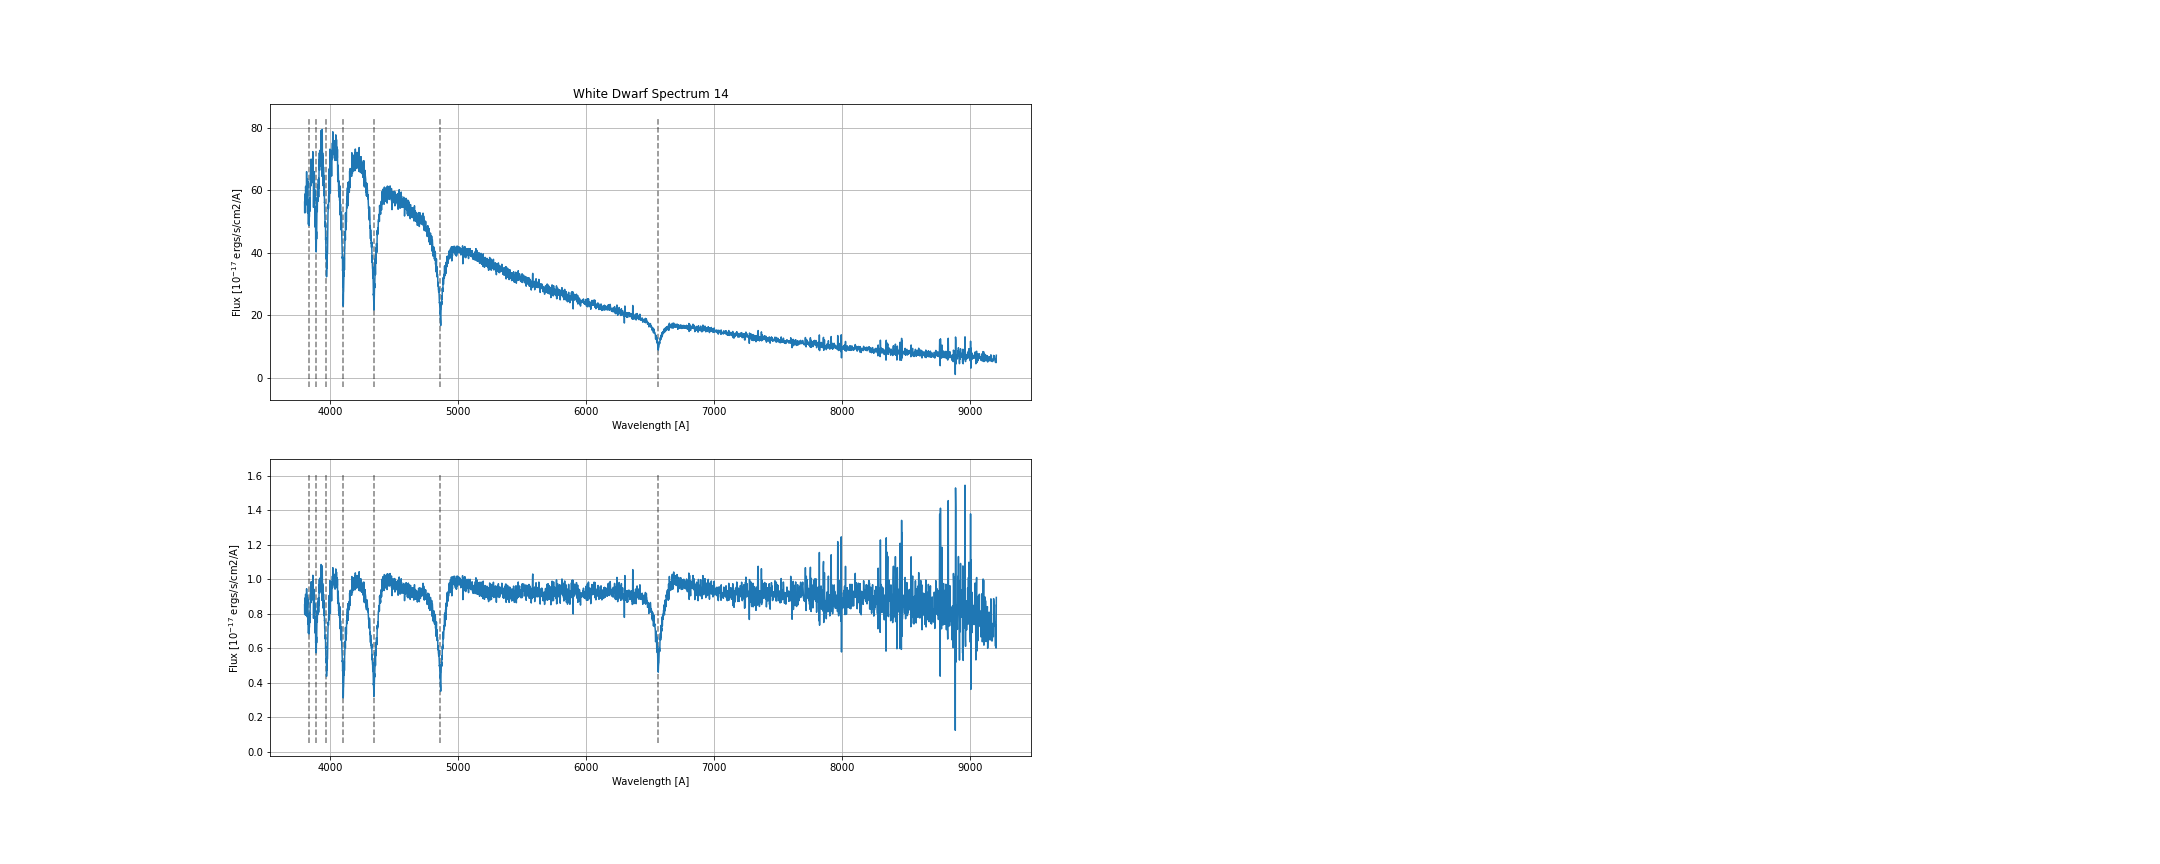 White Dwarf Spectrum 14
80
60
40
20
0
Flux [10⁻¹⁷ ergs/s/cm2/A]
4000 5000 6000 7000 8000 9000
Wavelength [A]
1.6
1.4
1.2
1.0
0.8
0.6
0.4
0.2
0.0
Flux [10⁻¹⁷ ergs/s/cm2/A]
4000 5000 6000 7000 8000 9000
Wavelength [A]